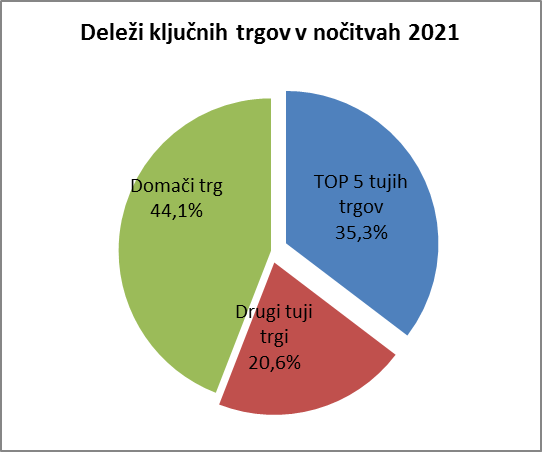 Deleži ključnih trgov v nočitvah 2021
Domači trg
44,1%
TOP 5 tujih
trgov
35,3%
Drugi tuji
trgi
20,6%